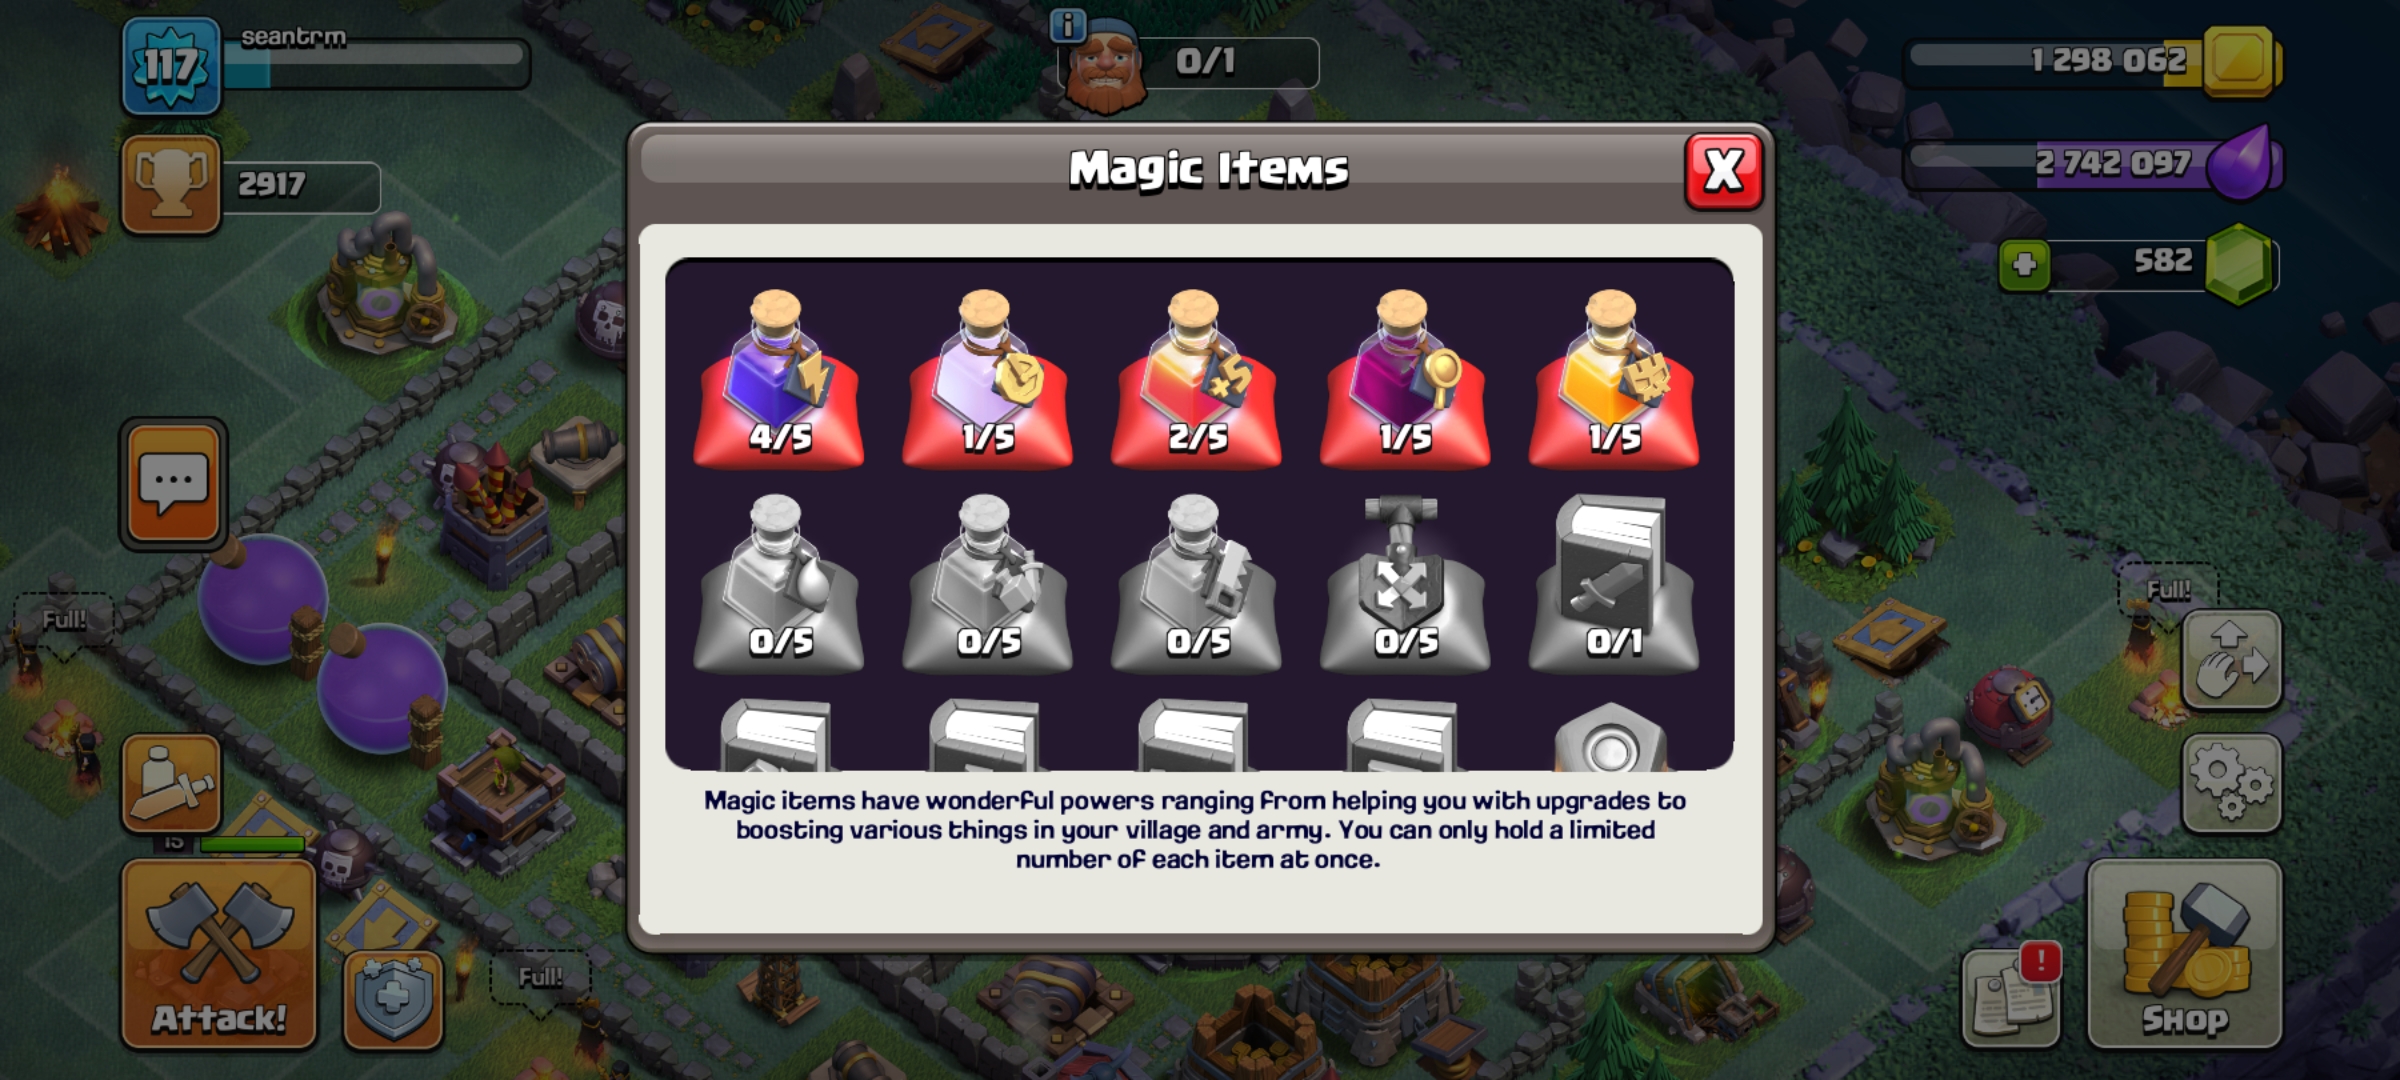 117
seantrm
i
0/1
1 298 062
2917
2 742 097
582
Magic Items
X
4/5
1/5
+5
2/5
1/5
1/5
0/5
0/5
0/5
0/5
0/1
Full!
Full!
Magic items have wonderful powers ranging from helping you with upgrades to
boosting various things in your village and army. You can only hold a limited
number of each item at once.
15
Full!
Attack!
!
Shop